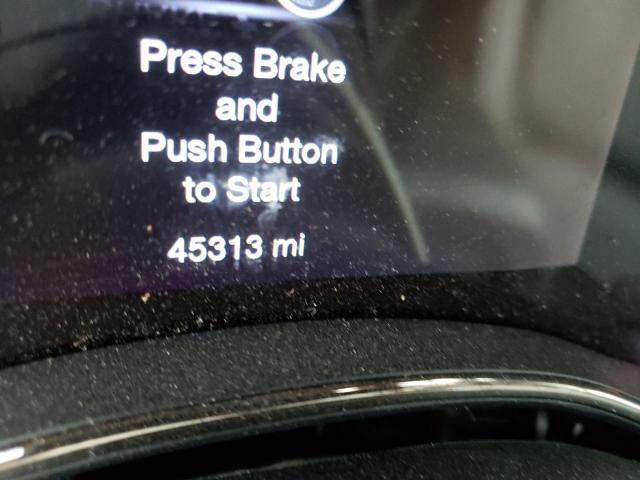 Press Brake
and
Push Button
to Start
45313 mi